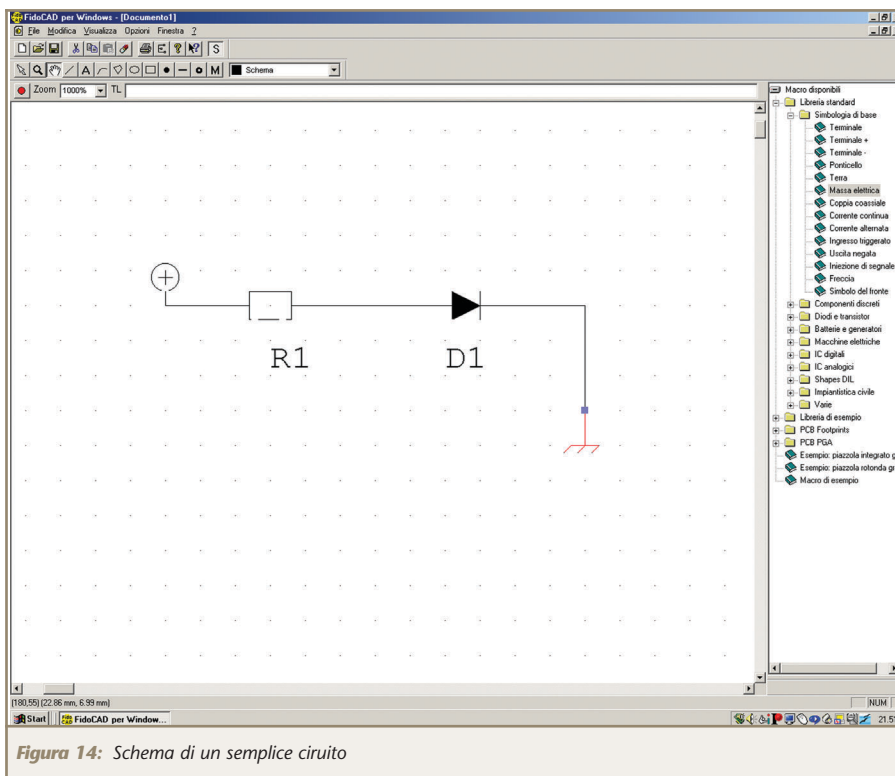 FidoCAD per Windows - [Documento1]
File Modifica Visualizza Opzioni Finestra ?
S
A M Schema
Zoom 1000% TL
Macro disponibili
Libreria standard
Simbologia di base
Terminale
Terminale +
Terminale -
Ponticello
Terra
Massa elettrica
Coppia coassiale
Corrente continua
Corrente alternata
Ingresso triggerato
Uscita negata
Iniezione di segnale
Freccia
Simbolo del fronte
Componenti discreti
Diodi e transistor
Batterie e generatori
Macchine elettriche
IC digitali
IC analogici
Shapes DIL
Impiantistica civile
Varie
Libreria di esempio
PCB Footprints
PCB PGA
Esempio: piazzola integrato g
Esempio: piazzola rotonda gr
Macro di esempio
R1 D1
(180,55) (22.86 mm, 6.99 mm) NUM
Start FidoCAD per Window... 21.5
Figura 14: Schema di un semplice ciruito